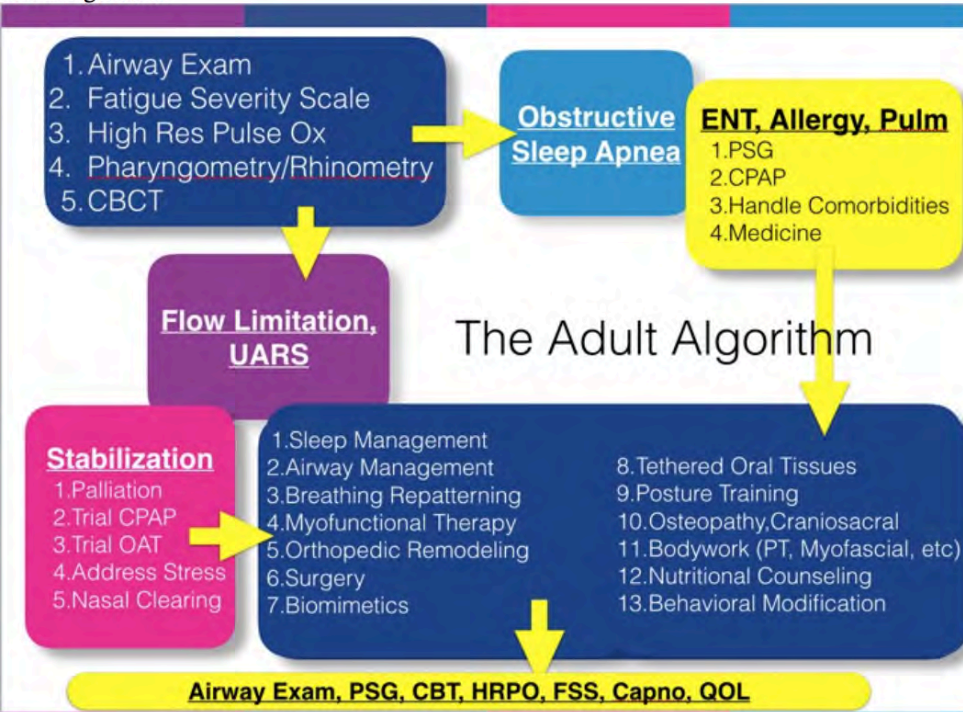 1. Airway Exam
2. Fatigue Severity Scale
3. High Res Pulse Ox
4. Pharyngometry/Rhinometry
5. CBCT
Obstructive
Sleep Apnea
ENT, Allergy, Pulm
1.PSG
2.CPAP
3.Handle Comorbidities
4.Medicine
Flow Limitation,
UARS
The Adult Algorithm
Stabilization
1.Palliation
2.Trial CPAP
3.Trial OAT
4.Address Stress
5.Nasal Clearing
1.Sleep Management
2.Airway Management
3.Breathing Repatterning
4.Myofunctional Therapy
5.Orthopedic Remodeling
6.Surgery
7.Biomimetics
8.Tethered Oral Tissues
9.Posture Training
10.Osteopathy,Craniosacral
11.Bodywork (PT, Myofascial, etc)
12.Nutritional Counseling
13.Behavioral Modification
Airway Exam, PSG, CBT, HRPO, FSS, Capno, QOL